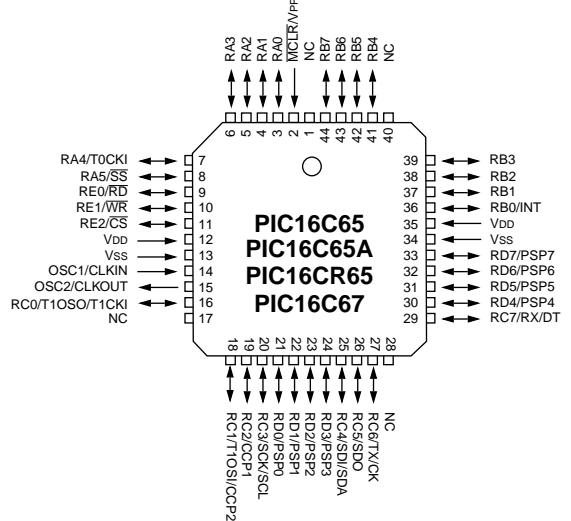 RA3
RA2
RA1
RA0
MCLR/VPP
NC
RB7
RB6
RB5
RB4
NC
6
5
4
3
2
1
44
43
42
41
40
RA4/T0CKI 7
RA5/SS 8
RE0/RD 9
RE1/WR 10
RE2/CS 11
VDD 12
VSS 13
OSC1/CLKIN 14
OSC2/CLKOUT 15
RC0/T1OSO/T1CKI 16
NC 17
PIC16C65
PIC16C65A
PIC16CR65
PIC16C67
39 RB3
38 RB2
37 RB1
36 RB0/INT
35 VDD
34 VSS
33 RD7/PSP7
32 RD6/PSP6
31 RD5/PSP5
30 RD4/PSP4
29 RC7/RX/DT
18
19
20
21
22
23
24
25
26
27
28
RC1/T1OSI/CCP2
RC2/CCP1
RC3/SCK/SCL
RD0/PSP0
RD1/PSP1
RD2/PSP2
RD3/PSP3
RC4/SDI/SDA
RC5/SDO
RC6/TX/CK
NC